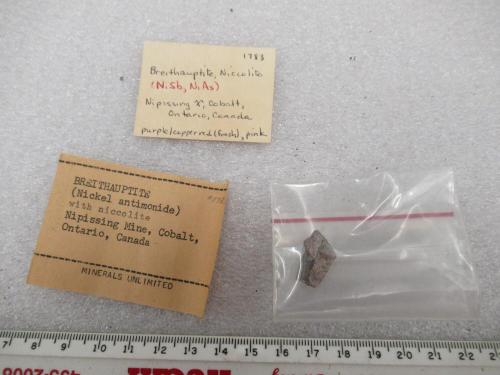 1783
Breithauptite, Niccolite
(NiSb, NiAs)
Nipissing Cobalt,
Ontario, Canada
purple/copper red (fresh), pink
BREITHAUPTITE
(Nickel antimonide)
with niccolite
Nipissing Mine, Cobalt,
Ontario, Canada
MINERALS UNLIMITED
7 8 9 10 11 12 13 14 15 16 17 18 19 20 21 22 23